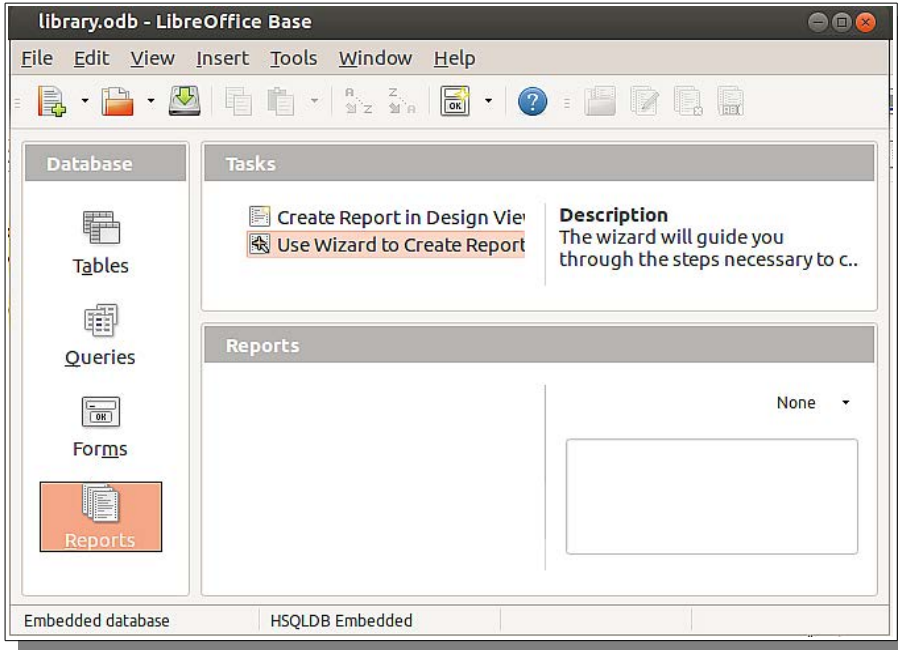 library.odb - LibreOffice Base
File Edit View Insert Tools Window Help
Database
Tables
Queries
Forms
Reports
Tasks
Create Report in Design Vie
Use Wizard to Create Report
Description
The wizard will guide you
through the steps necessary to c..
Reports
None
Embedded database HSQLDB Embedded